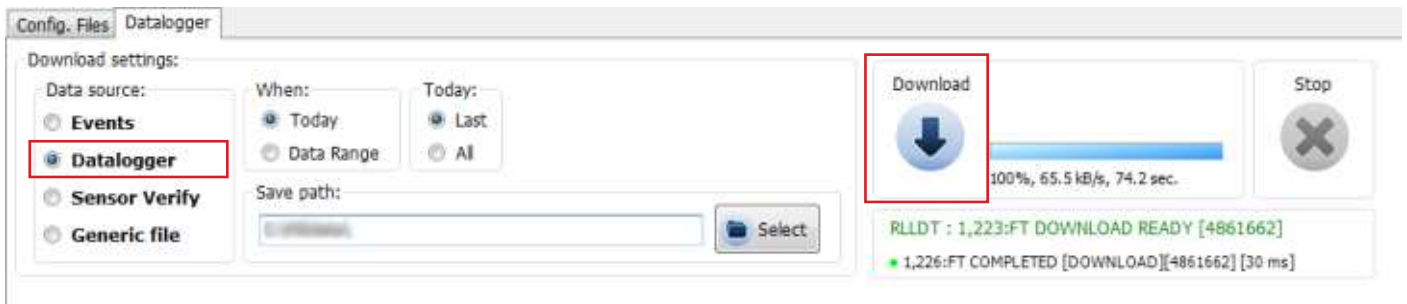 Config. Files Datalogger
Download settings:
Data source:
Events
Datalogger
Sensor Verify
Generic file
When:
Today
Data Range
Today:
Last
All
Save path:
Select
Download
100%, 65.5 kB/s, 74.2 sec.
Stop
RLLDT : 1,223:FT DOWNLOAD READY [4861662]
1,226:FT COMPLETED [DOWNLOAD][4861662] [30 ms]